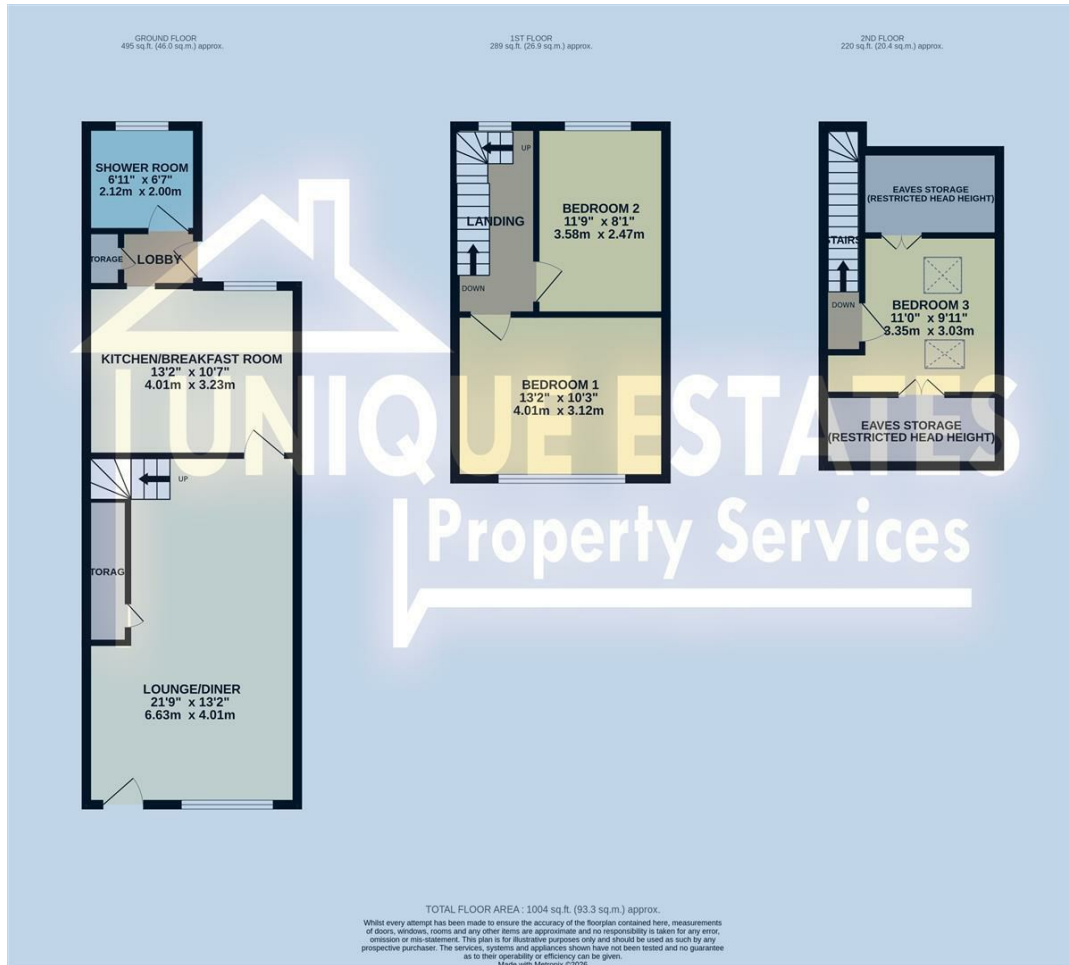 GROUND FLOOR
495 sq.ft. (46.0 sq.m.) approx.
1ST FLOOR
289 sq.ft. (26.9 sq.m.) approx.
2ND FLOOR
220 sq.ft. (20.4 sq.m.) approx.
SHOWER ROOM
6'11" x 6'7"
2.12m x 2.00m
TORAGE
LOBBY
KITCHEN/BREAKFAST ROOM
13'2" x 10'7"
4.01m x 3.23m
UP
TORAG
LOUNGE/DINER
21'9" x 13'2"
6.63m x 4.01m
UP
LANDING
DOWN
BEDROOM 2
11'9" x 8'1"
3.58m x 2.47m
BEDROOM 1
13'2" x 10'3"
4.01m x 3.12m
EAVES STORAGE
(RESTRICTED HEAD HEIGHT)
STAIRS
DOWN
BEDROOM 3
11'0" x 9'11"
3.35m x 3.03m
EAVES STORAGE
(RESTRICTED HEAD HEIGHT)
UNIQUE ESTATES
Property Services
TOTAL FLOOR AREA : 1004 sq.ft. (93.3 sq.m.) approx.
Whilst every attempt has been made to ensure the accuracy of the floorplan contained here, measurements
of doors, windows, rooms and any other items are approximate and no responsibility is taken for any error,
omission or mis-statement. This plan is for illustrative purposes only and should be used as such by any
prospective purchaser. The services, systems and appliances shown have not been tested and no guarantee
as to their operability or efficiency can be given.
Made with Metropix ©2026